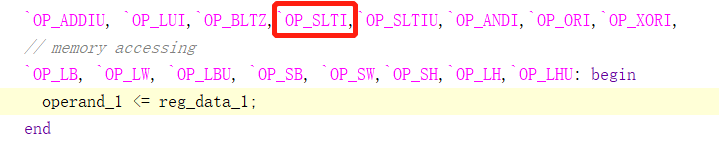 `OP_ADDIU, `OP_LUI,`OP_BLTZ,`OP_SLTI,`OP_SLTIU,`OP_ANDI,`OP_ORI,`OP_XORI,
// memory accessing
`OP_LB, `OP_LW, `OP_LBU, `OP_SB, `OP_SW,`OP_SH,`OP_LH,`OP_LHU: begin
operand_1 <= reg_data_1;
end